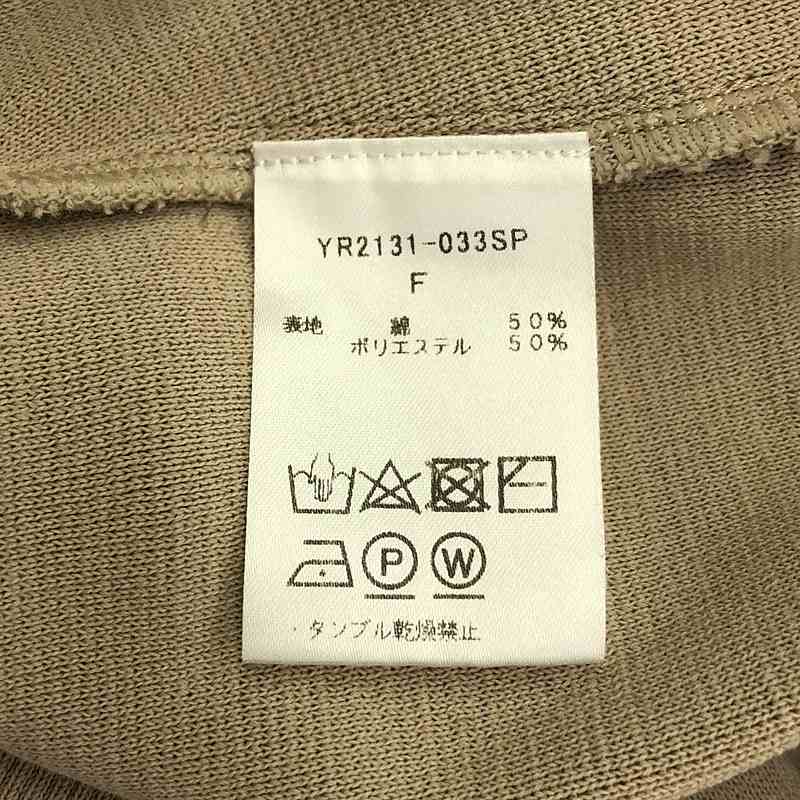 YR2131-033SP
F
表地 綿 50%
ポリエステル 50%
P W
・タンブル乾燥禁止